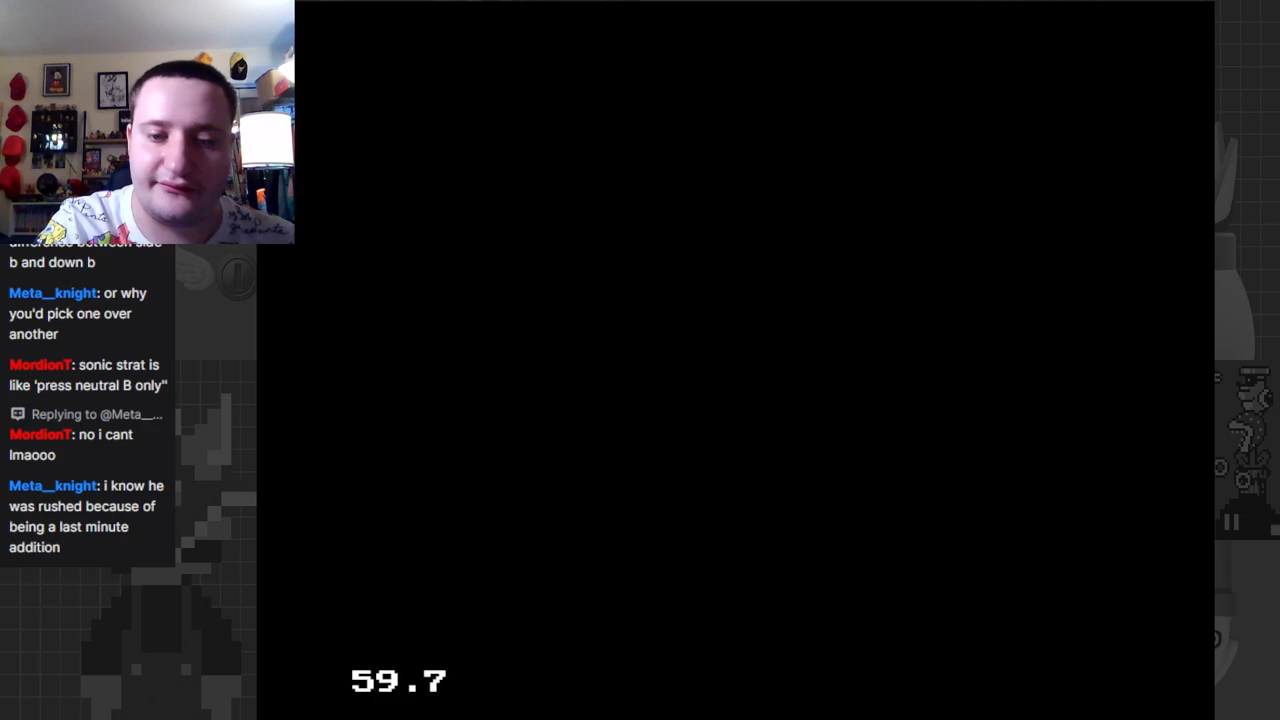 b and down b
Meta__knight: or why
you'd pick one over
another
MordionT: sonic strat is
like 'press neutral B only"
Replying to @Meta__...
MordionT: no i cant
lmaooo
Meta__knight: i know he
was rushed because of
being a last minute
addition
59.7